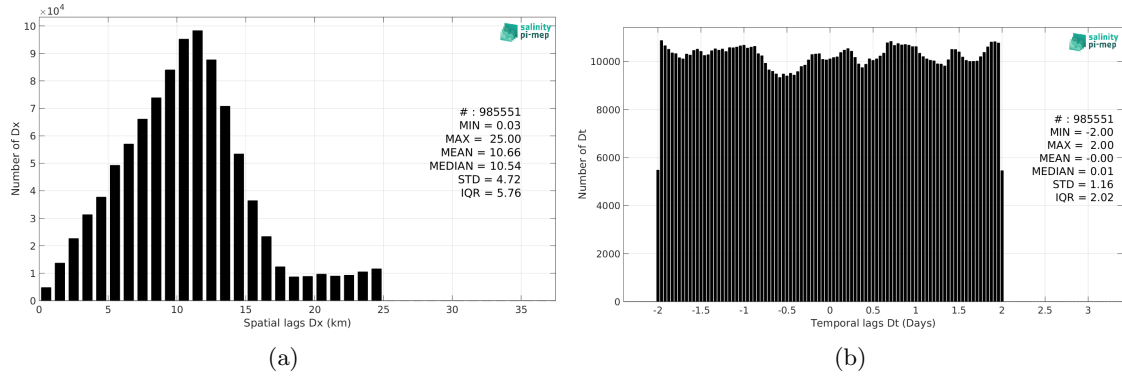 ×10⁴
10
9
8
7
6
5
4
3
2
1
0
Number of Dx
0 5 10 15 20 25 30 35
Spatial lags Dx (km)
salinity
pi-mep
# : 985551
MIN = 0.03
MAX = 25.00
MEAN = 10.66
MEDIAN = 10.54
STD = 4.72
IQR = 5.76
(a)
10000
8000
6000
4000
2000
0
Number of Dt
-2 -1.5 -1 -0.5 0 0.5 1 1.5 2 2.5 3
Temporal lags Dt (Days)
salinity
pi-mep
# : 985551
MIN = -2.00
MAX = 2.00
MEAN = -0.00
MEDIAN = 0.01
STD = 1.16
IQR = 2.02
(b)